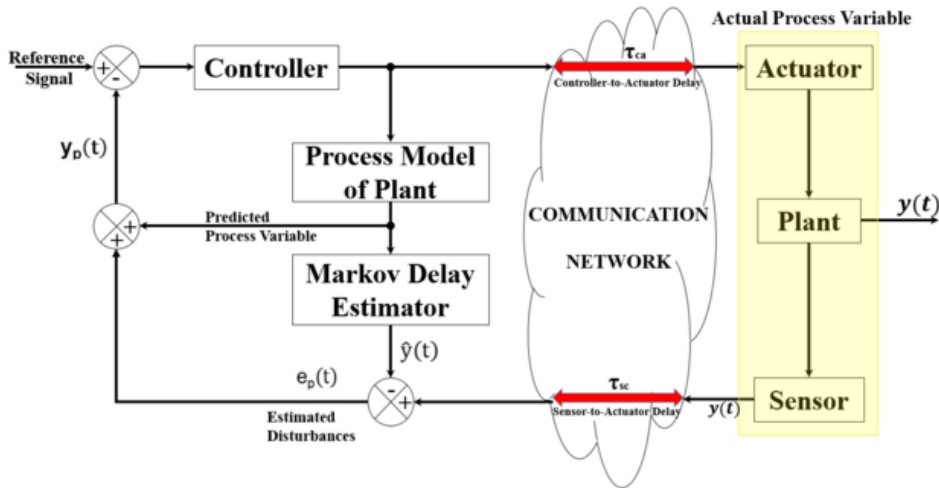 Actual Process Variable
Reference
Signal
+
-
Controller
τca
Controller-to-Actuator Delay
Actuator
yp(t)
Process Model
of Plant
COMMUNICATION
NETWORK
Plant
y(t)
+
+
Predicted
Process Variable
Markov Delay
Estimator
ŷ(t)
ep(t)
-
+
Estimated
Disturbances
τsc
Sensor-to-Actuator Delay
y(t)
Sensor